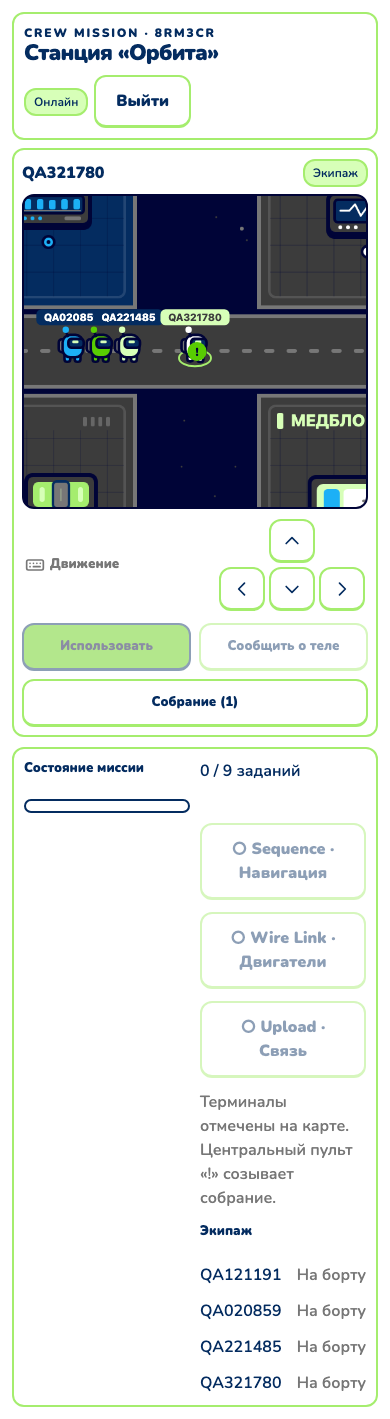 CREW MISSION · 8RM3CR
Станция «Орбита»
Онлайн
Выйти
QA321780
Экипаж
QA02085
QA221485
QA321780
!
МЕДБЛО
Движение
Использовать
Сообщить о теле
Собрание (1)
Состояние миссии
0 / 9 заданий
Sequence ·
Навигация
Wire Link ·
Двигатели
Upload ·
Связь
Терминалы
отмечены на карте.
Центральный пульт
«!» созывает
собрание.
Экипаж
QA121191 На борту
QA020859 На борту
QA221485 На борту
QA321780 На борту